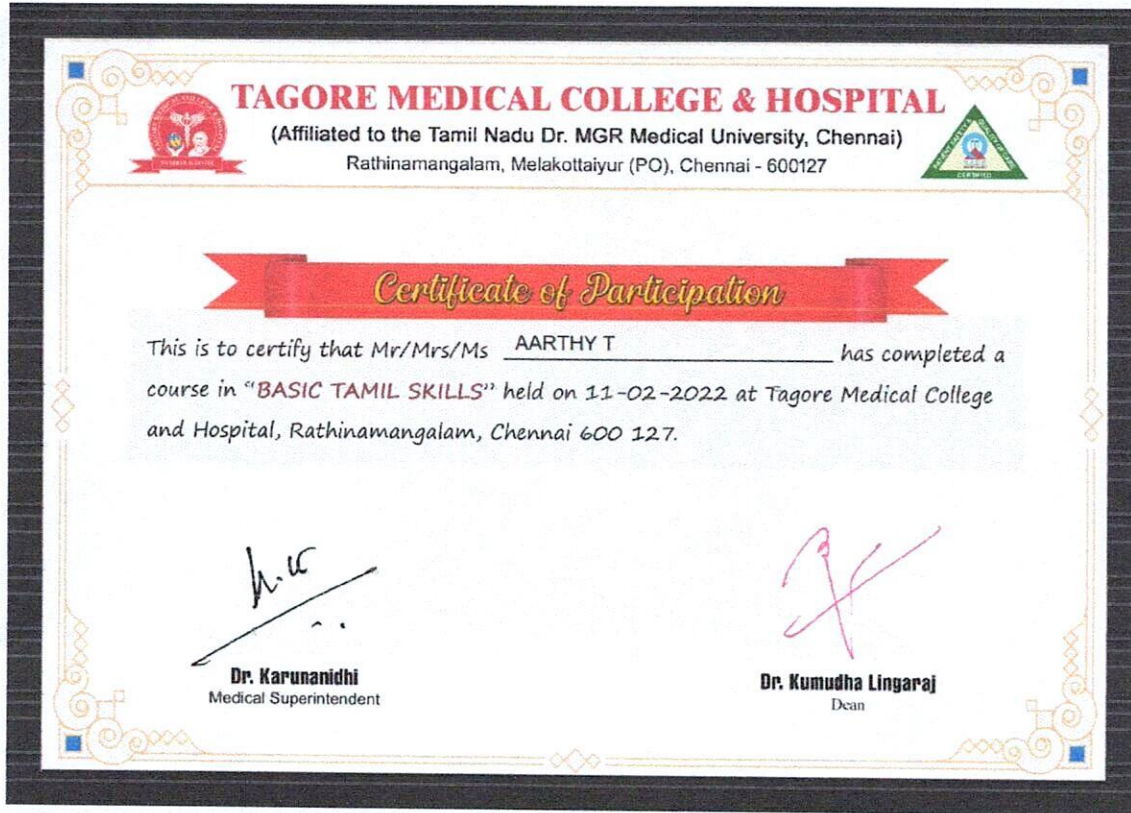 TAGORE MEDICAL COLLEGE & HOSPITAL
(Affiliated to the Tamil Nadu Dr. MGR Medical University, Chennai)
Rathinamangalam, Melakottaiyur (PO), Chennai - 600127
CERTIFIED
Certificate of Participation
This is to certify that Mr/Mrs/Ms AARTHY T has completed a
course in “BASIC TAMIL SKILLS” held on 11-02-2022 at Tagore Medical College
and Hospital, Rathinamangalam, Chennai 600 127.
Dr. Karunanidhi
Medical Superintendent
Dr. Kumudha Lingaraj
Dean